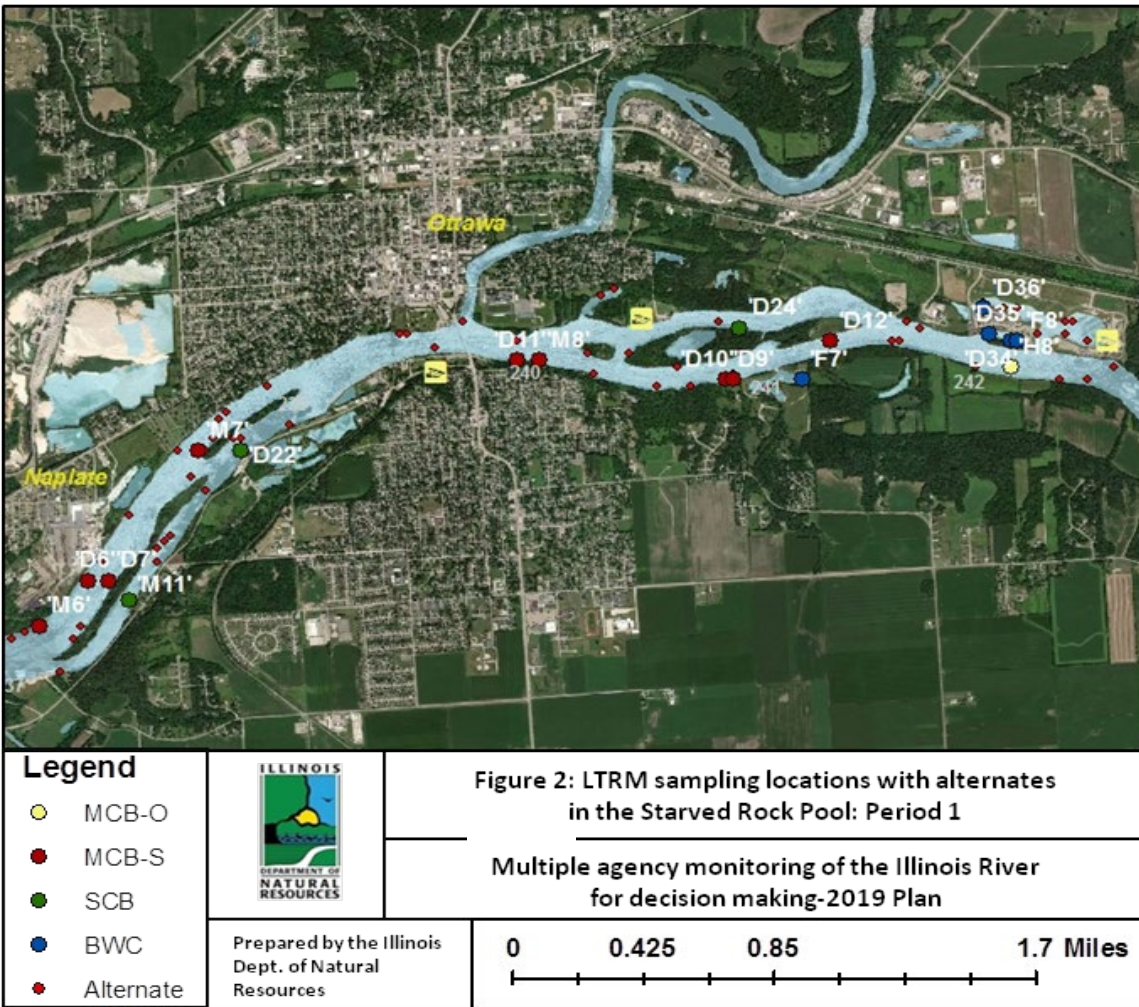 Ottawa
'D36'
'D24'
'D35'
'F8'
'D12'
'H8'
'D11'
'M8'
'D10'
'D9'
'F7'
'D34'
240
241
242
'M7'
'D22'
Naplate
'D6'
'D7'
'M11'
'M6'
Legend
MCB-O
MCB-S
SCB
BWC
Alternate
ILLINOIS
DEPARTMENT OF
NATURAL
RESOURCES
Figure 2: LTRM sampling locations with alternates
in the Starved Rock Pool: Period 1
Multiple agency monitoring of the Illinois River
for decision making-2019 Plan
Prepared by the Illinois
Dept. of Natural
Resources
0 0.425 0.85 1.7 Miles